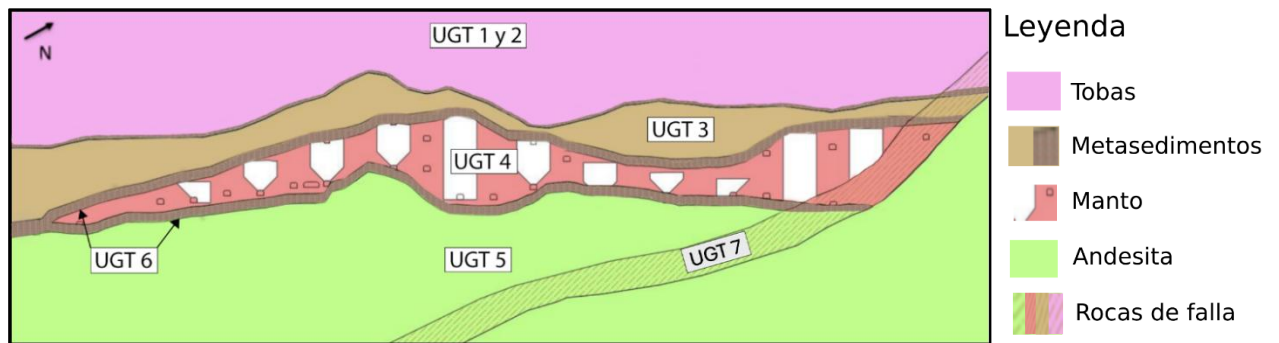 UGT 1 y 2
N
UGT 3
UGT 4
UGT 6
UGT 5
UGT 7
Leyenda
Tobas
Metasedimentos
Manto
Andesita
Rocas de falla